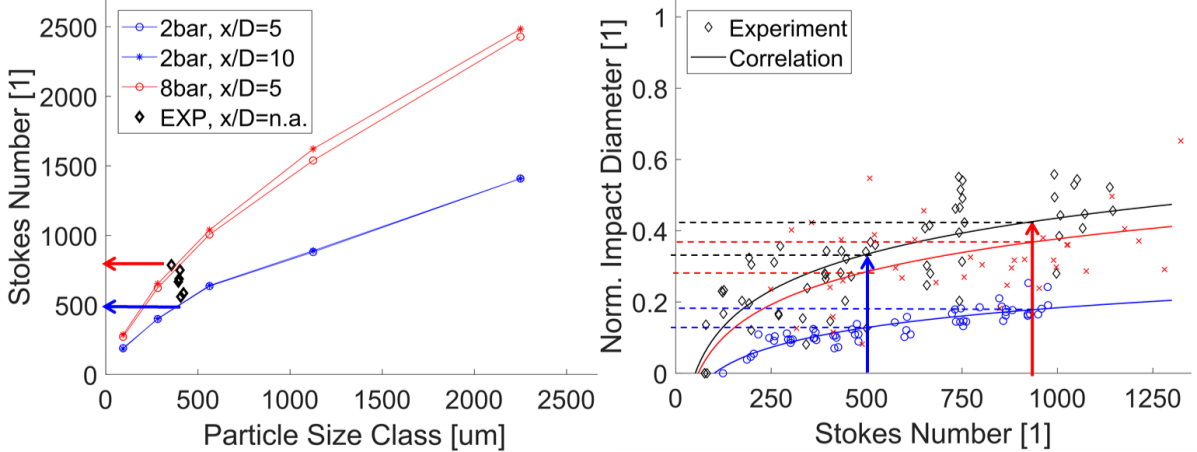 2500
2000
1500
1000
500
0
Stokes Number [1]
2bar, x/D=5
2bar, x/D=10
8bar, x/D=5
EXP, x/D=n.a.
0 500 1000 1500 2000 2500
Particle Size Class [um]
1
0.8
0.6
0.4
0.2
0
Norm. Impact Diameter [1]
Experiment
Correlation
0 250 500 750 1000 1250
Stokes Number [1]